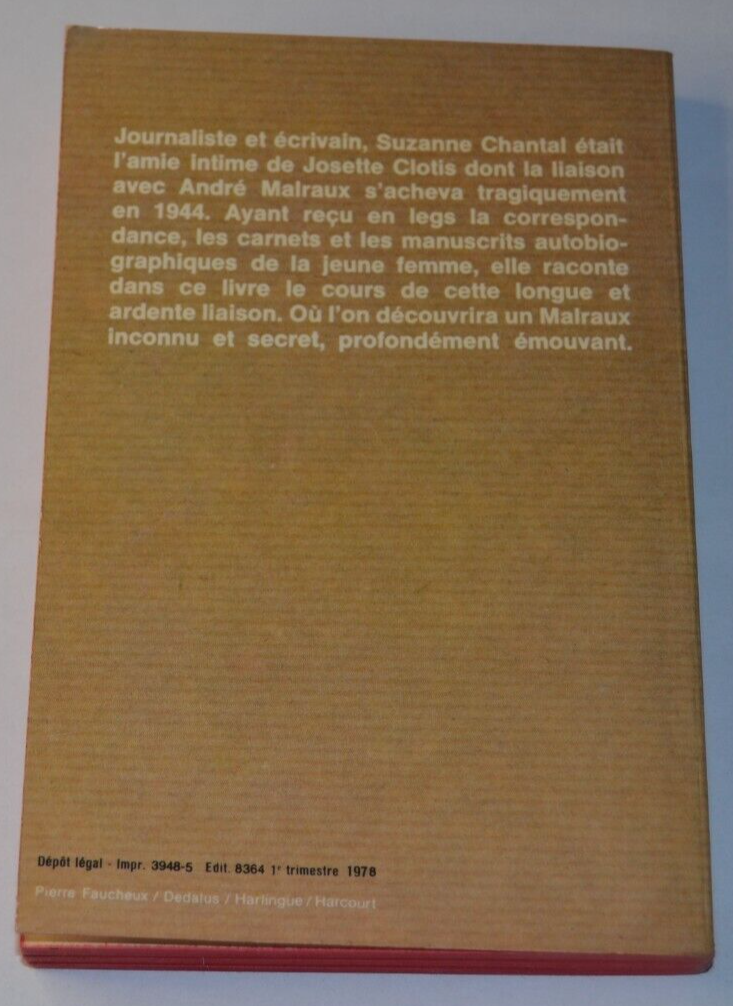 Journaliste et écrivain, Suzanne Chantal était
l'amie intime de Josette Clotis dont la liaison
avec André Malraux s'acheva tragiquement
en 1944. Ayant reçu en legs la correspon-
dance, les carnets et les manuscrits autobio-
graphiques de la jeune femme, elle raconte
dans ce livre le cours de cette longue et
ardente liaison. Où l'on découvrira un Malraux
inconnu et secret, profondément émouvant.
Dépôt légal - Impr. 3948-5 Edit. 8364 1er trimestre 1978
Pierre Faucheux / Dedalus / Harlingue / Harcourt